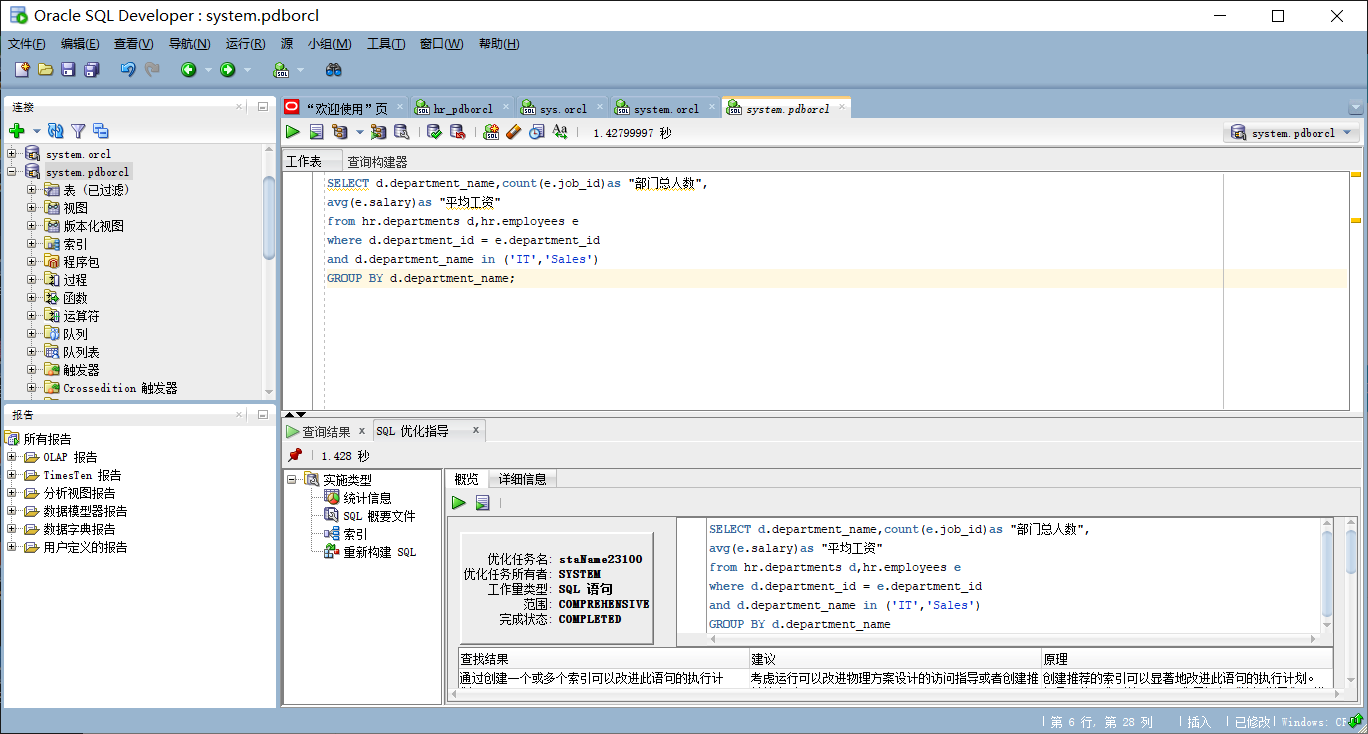 Oracle SQL Developer : system.pdborcl
文件(F) 编辑(E) 查看(V) 导航(N) 运行(R) 源 小组(M) 工具(T) 窗口(W) 帮助(H)
连接
system.orcl
system.pdborcl
表 (已过滤)
视图
版本化视图
索引
程序包
过程
函数
运算符
队列
队列表
触发器
Crossedition 触发器
报告
所有报告
OLAP 报告
TimesTen 报告
分析视图报告
数据模型器报告
数据字典报告
用户定义的报告
“欢迎使用”页 hr_pdborcl sys.orcl system.orcl system.pdborcl
1.42799997 秒
system.pdborcl
工作表 查询构建器
SELECT d.department_name,count(e.job_id)as "部门总人数",
avg(e.salary)as "平均工资"
from hr.departments d,hr.employees e
where d.department_id = e.department_id
and d.department_name in ('IT','Sales')
GROUP BY d.department_name;
查询结果 x SQL 优化指导 x
1.428 秒
实施类型
统计信息
SQL 概要文件
索引
重新构建 SQL
概览 详细信息
优化任务名: staName23100
优化任务所有者: SYSTEM
工作量类型: SQL 语句
范围: COMPREHENSIVE
完成状态: COMPLETED
SELECT d.department_name,count(e.job_id)as "部门总人数",
avg(e.salary)as "平均工资"
from hr.departments d,hr.employees e
where d.department_id = e.department_id
and d.department_name in ('IT','Sales')
GROUP BY d.department_name
查找结果 建议 原理
通过创建一个或多个索引可以改进此语句的执行计 考虑运行可以改进物理方案设计的访问指导或者创建推 创建推荐的索引可以显著地改进此语句的执行计划。
第 6 行, 第 28 列 插入 已修改 Windows: CR